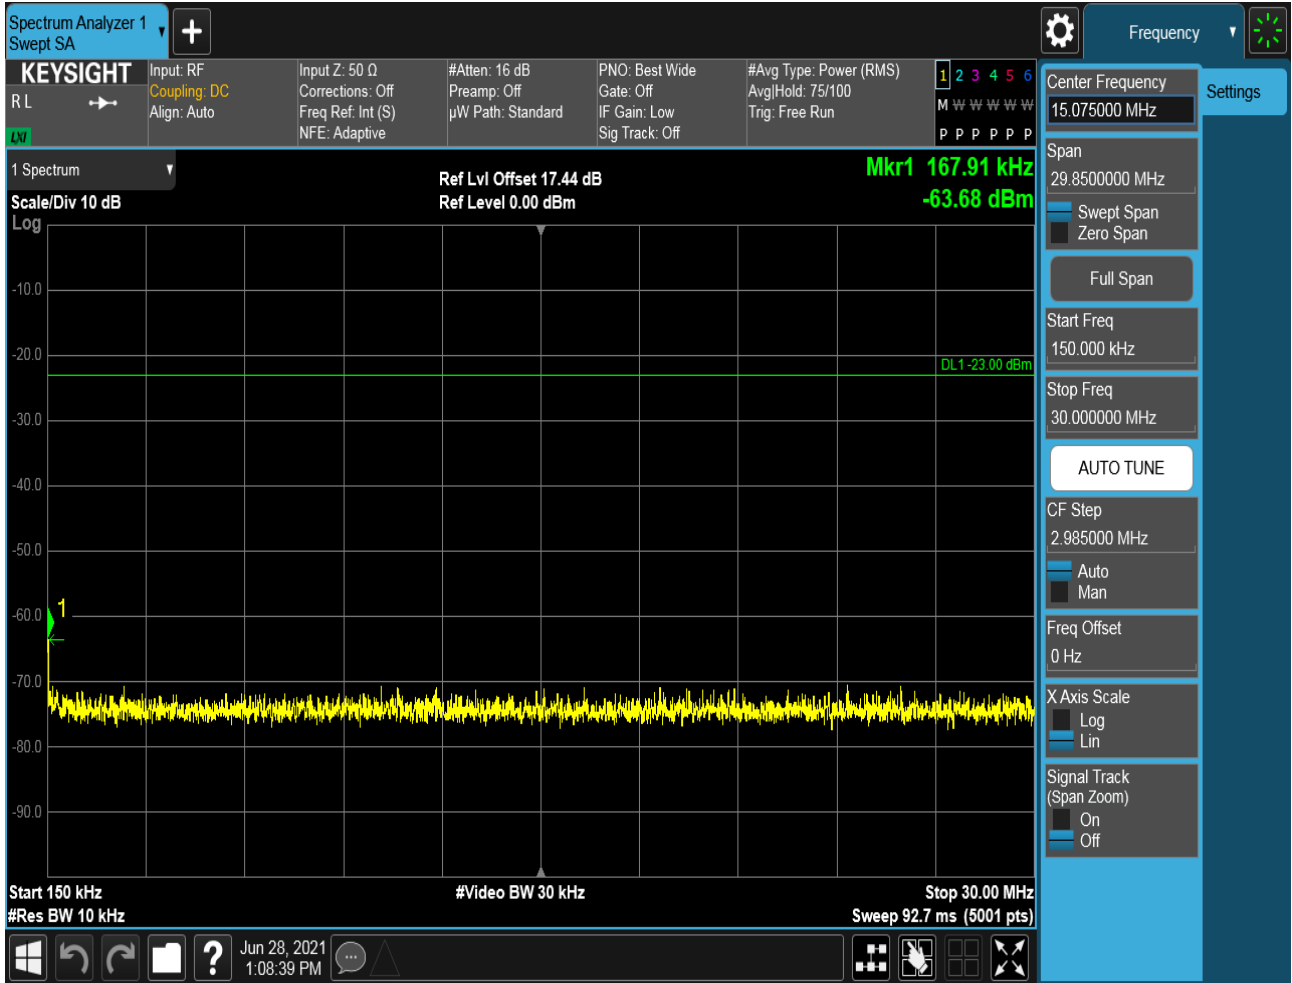 Spectrum Analyzer 1
Swept SA
Frequency
KEYSIGHT
R L
LXI
Input: RF
Coupling: DC
Align: Auto
Input Z: 50 Ω
Corrections: Off
Freq Ref: Int (S)
NFE: Adaptive
#Atten: 16 dB
Preamp: Off
µW Path: Standard
PNO: Best Wide
Gate: Off
IF Gain: Low
Sig Track: Off
#Avg Type: Power (RMS)
Avg|Hold: 75/100
Trig: Free Run
1 2 3 4 5 6
M W W W W W
P P P P P P
1 Spectrum
Scale/Div 10 dB
Log
Ref Lvl Offset 17.44 dB
Ref Level 0.00 dBm
Mkr1 167.91 kHz
-63.68 dBm
-10.0
-20.0
DL1 -23.00 dBm
-30.0
-40.0
-50.0
-60.0
1
-70.0
-80.0
-90.0
Start 150 kHz
#Res BW 10 kHz
#Video BW 30 kHz
Stop 30.00 MHz
Sweep 92.7 ms (5001 pts)
Center Frequency
15.075000 MHz
Settings
Span
29.8500000 MHz
Swept Span
Zero Span
Full Span
Start Freq
150.000 kHz
Stop Freq
30.000000 MHz
AUTO TUNE
CF Step
2.985000 MHz
Auto
Man
Freq Offset
0 Hz
X Axis Scale
Log
Lin
Signal Track
(Span Zoom)
On
Off
?
Jun 28, 2021
1:08:39 PM